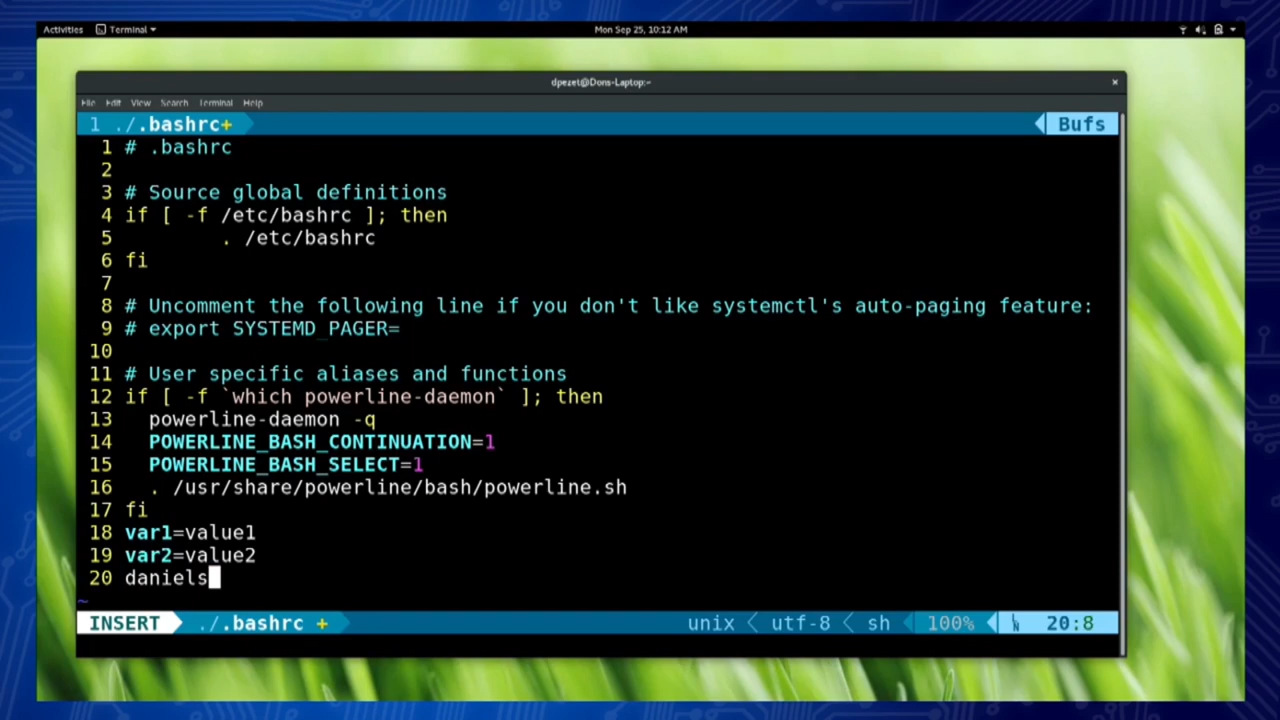 Activities Terminal Mon Sep 25, 10:12 AM
dpezet@Dons-Laptop:~ ×
File Edit View Search Terminal Help
1 ./.bashrc+ Bufs
1 # .bashrc
2
3 # Source global definitions
4 if [ -f /etc/bashrc ]; then
5 . /etc/bashrc
6 fi
7
8 # Uncomment the following line if you don't like systemctl's auto-paging feature:
9 # export SYSTEMD_PAGER=
10
11 # User specific aliases and functions
12 if [ -f `which powerline-daemon` ]; then
13 powerline-daemon -q
14 POWERLINE_BASH_CONTINUATION=1
15 POWERLINE_BASH_SELECT=1
16 . /usr/share/powerline/bash/powerline.sh
17 fi
18 var1=value1
19 var2=value2
20 daniels
~
INSERT ./.bashrc + unix utf-8 sh 100% LN 20:8